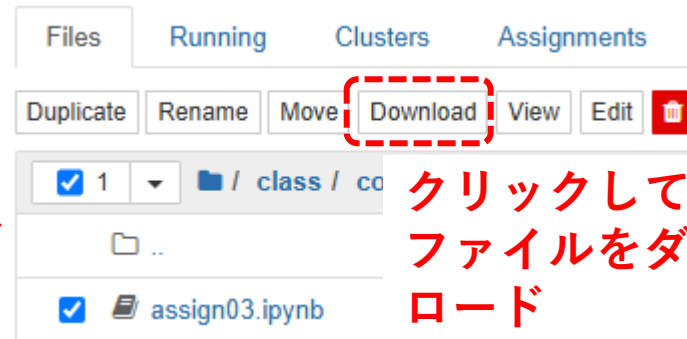 Files Running Clusters Assignments
Duplicate Rename Move Download View Edit
1 / class / co
クリックして
ファイルをダ
ロード
..
assign03.ipynb